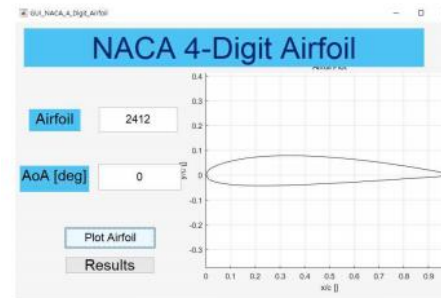 GUI_NACA_4_Digit_Airfoil
NACA 4-Digit Airfoil
Airfoil
2412
AoA [deg]
0
Plot Airfoil
Results
0.4
0.3
0.2
0.1
0
-0.1
-0.2
-0.3
0 0.1 0.2 0.3 0.4 0.5 0.6 0.7 0.8 0.9
x/c []